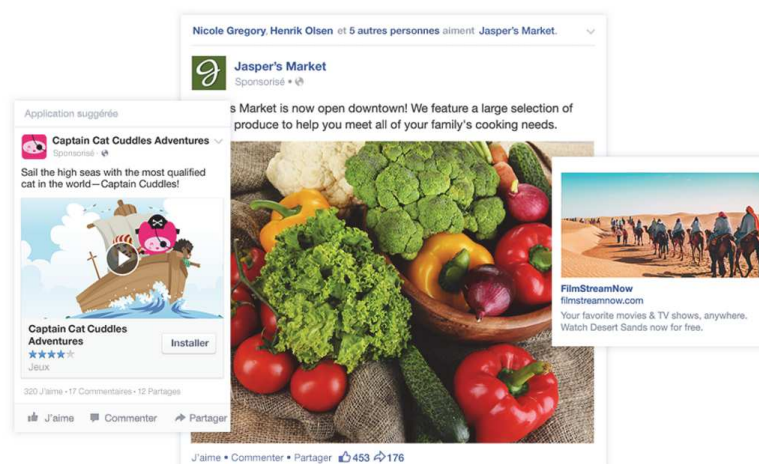 Nicole Gregory, Henrik Olsen et 5 autres personnes aiment Jasper's Market.
Jasper's Market
Sponsorisé
s Market is now open downtown! We feature a large selection of
produce to help you meet all of your family's cooking needs.
J'aime • Commenter • Partager 453 176
Application suggérée
Captain Cat Cuddles Adventures
Sponsorisé
Sail the high seas with the most qualified
cat in the world—Captain Cuddles!
Captain Cat Cuddles
Adventures
Installer
Jeux
320 J'aime • 17 Commentaires • 12 Partages
J'aime Commenter Partager
FilmStreamNow
filmstreamnow.com
Your favorite movies & TV shows, anywhere.
Watch Desert Sands now for free.